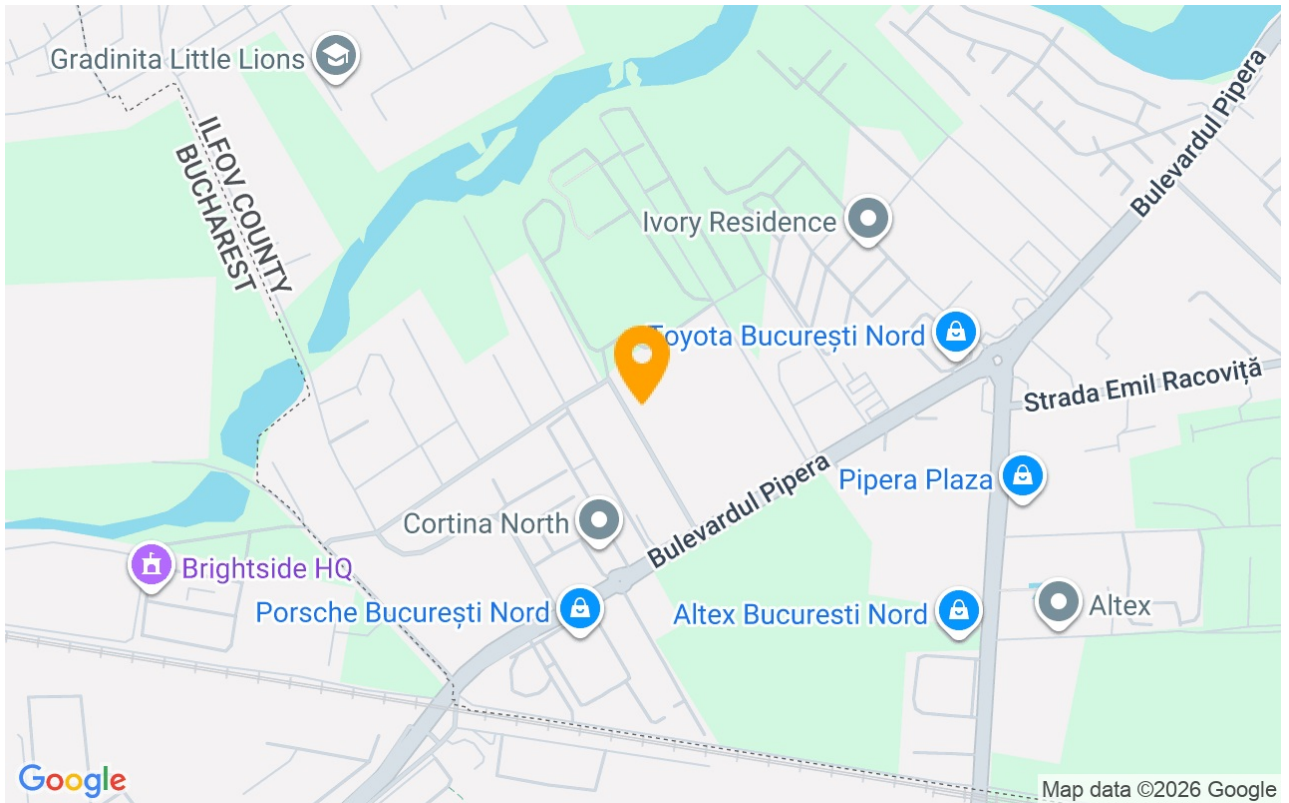 Gradinita Little Lions
ILFOV COUNTY
BUCHAREST
Bulevardul Pipera
Ivory Residence
Toyota București Nord
Strada Emil Racoviță
Bulevardul Pipera
Pipera Plaza
Cortina North
Brightside HQ
Porsche București Nord
Altex Bucuresti Nord
Altex
Google
Map data ©2026 Google